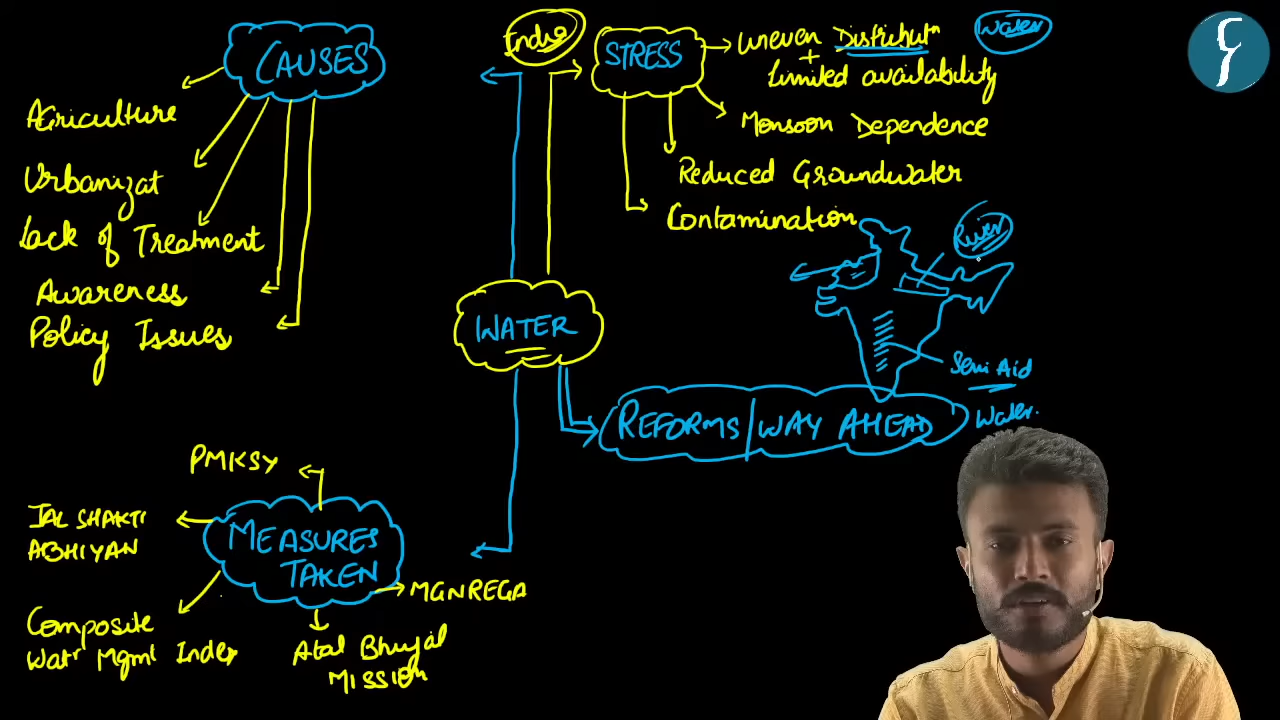 CAUSES
Agriculture
Urbanizat
Lack of Treatment
Awareness
Policy Issues
India
STRESS
Uneven Distributn
+
Limited availability
Water
Monsoon Dependence
Reduced Groundwater
Contamination
River
Semi Arid
Water.
WATER
REFORMS | WAY AHEAD
MEASURES
TAKEN
PMKSY
JAL SHAKTI
ABHIYAN
Composite
Watr Mgmt Index
Atal Bhujal
MISSION
MGNREGA